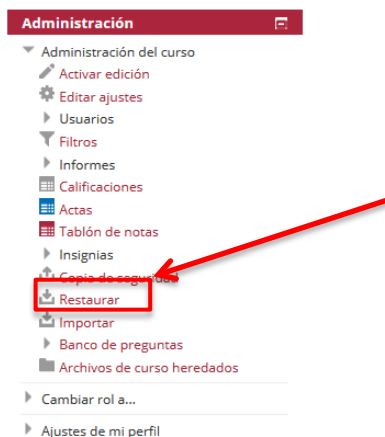 Administración
Administración del curso
Activar edición
Editar ajustes
Usuarios
Filtros
Informes
Calificaciones
Actas
Tablón de notas
Insignias
Copia de seguridad
Restaurar
Importar
Banco de preguntas
Archivos de curso heredados
Cambiar rol a...
Ajustes de mi perfil